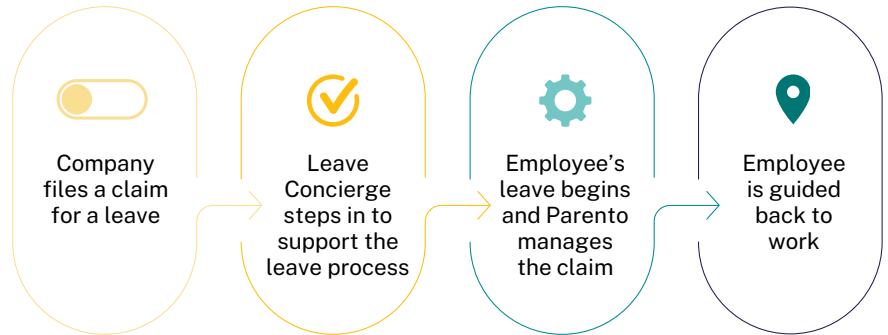 Company
files a claim
for a leave
Leave
Concierge
steps in to
support the
leave process
Employee’s
leave begins
and Parento
manages
the claim
Employee
is guided
back to
work